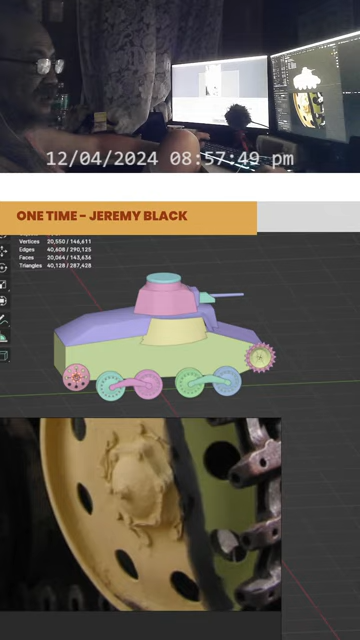 12/04/2024 08:57:49 pm
ONE TIME - JEREMY BLACK
Vertices 20,550 / 146,611
Edges 40,608 / 290,125
Faces 20,064 / 143,636
Triangles 40,128 / 287,428